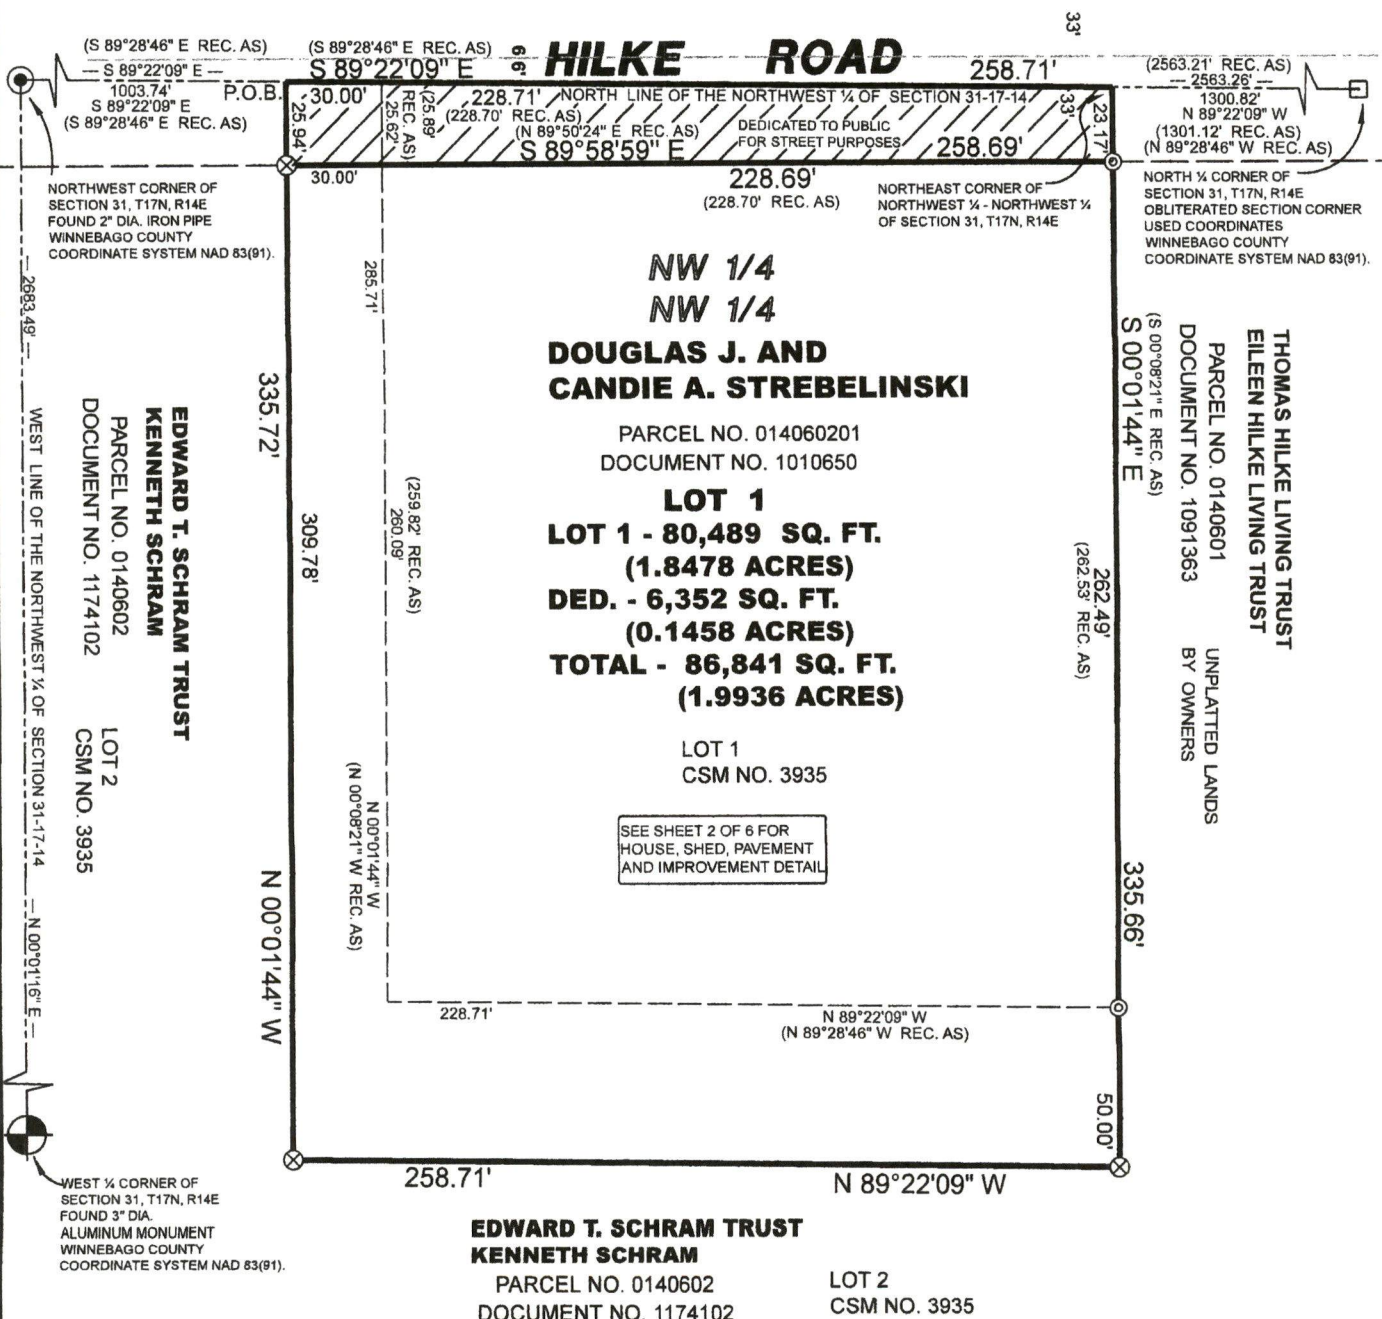 33'
(S 89°28'46" E REC. AS)
— S 89°22'09" E —
1003.74'
S 89°22'09" E
(S 89°28'46" E REC. AS)
P.O.B.
(S 89°28'46" E REC. AS)
S 89°22'09" E
66'
HILKE ROAD
258.71'
(2563.21' REC. AS)
— 2563.26' —
1300.82'
N 89°22'09" W
(1301.12' REC. AS)
(N 89°28'46" W REC. AS)
30.00'
228.71'
NORTH LINE OF THE NORTHWEST ¼ OF SECTION 31-17-14
(228.70' REC. AS)
(N 89°50'24" E REC. AS)
S 89°58'59" E
DEDICATED TO PUBLIC
FOR STREET PURPOSES
258.69'
25.94'
25.62'
(25.89'
REC. AS)
33'
23.17'
30.00'
228.69'
(228.70' REC. AS)
NORTHWEST CORNER OF
SECTION 31, T17N, R14E
FOUND 2" DIA. IRON PIPE
WINNEBAGO COUNTY
COORDINATE SYSTEM NAD 83(91).
NORTHEAST CORNER OF
NORTHWEST ¼ - NORTHWEST ¼
OF SECTION 31, T17N, R14E
NORTH ¼ CORNER OF
SECTION 31, T17N, R14E
OBLITERATED SECTION CORNER
USED COORDINATES
WINNEBAGO COUNTY
COORDINATE SYSTEM NAD 83(91).
— 2683.49' —
WEST LINE OF THE NORTHWEST ¼ OF SECTION 31-17-14
— N 00°01'16" E —
EDWARD T. SCHRAM TRUST
KENNETH SCHRAM
PARCEL NO. 0140602
DOCUMENT NO. 1174102
LOT 2
CSM NO. 3935
335.72'
309.78'
N 00°01'44" W
285.71'
(259.82' REC. AS)
260.09'
N 00°01'44" W
(N 00°08'21" W REC. AS)
NW 1/4
NW 1/4
DOUGLAS J. AND
CANDIE A. STREBELINSKI
PARCEL NO. 014060201
DOCUMENT NO. 1010650
LOT 1
LOT 1 - 80,489 SQ. FT.
(1.8478 ACRES)
DED. - 6,352 SQ. FT.
(0.1458 ACRES)
TOTAL - 86,841 SQ. FT.
(1.9936 ACRES)
LOT 1
CSM NO. 3935
SEE SHEET 2 OF 6 FOR
HOUSE, SHED, PAVEMENT
AND IMPROVEMENT DETAIL
(S 00°08'21" E REC. AS)
S 00°01'44" E
262.49'
(262.53' REC. AS)
335.66'
50.00'
THOMAS HILKE LIVING TRUST
EILEEN HILKE LIVING TRUST
PARCEL NO. 0140601
DOCUMENT NO. 1091363
UNPLATTED LANDS
BY OWNERS
228.71'
N 89°22'09" W
(N 89°28'46" W REC. AS)
258.71'
N 89°22'09" W
WEST ¼ CORNER OF
SECTION 31, T17N, R14E
FOUND 3" DIA.
ALUMINUM MONUMENT
WINNEBAGO COUNTY
COORDINATE SYSTEM NAD 83(91).
EDWARD T. SCHRAM TRUST
KENNETH SCHRAM
PARCEL NO. 0140602
DOCUMENT NO. 1174102
LOT 2
CSM NO. 3935